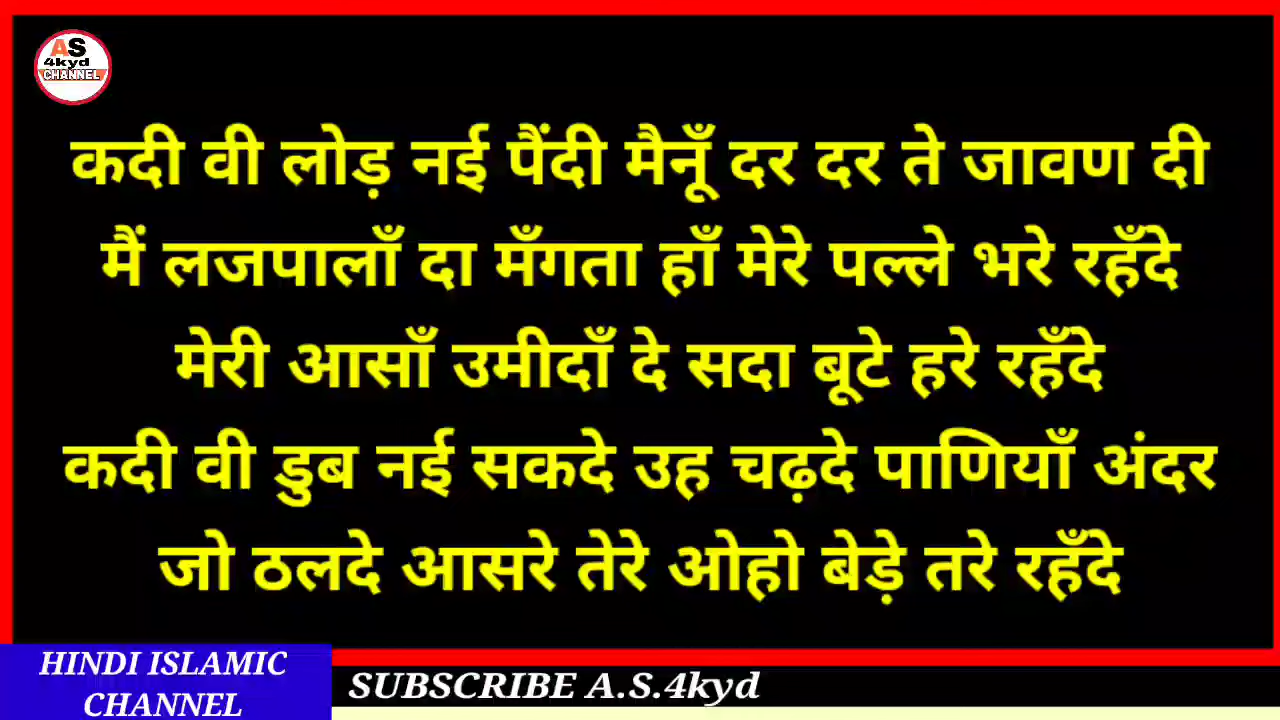 AS
4kyd
CHANNEL
कदी वी लोड़ नई पैंदी मैनूँ दर दर ते जावण दी
मैं लजपालाँ दा मँगता हाँ मेरे पल्ले भरे रहँदे
मेरी आसाँ उमीदाँ दे सदा बूटे हरे रहँदे
कदी वी डुब नई सकदे उह चढ़दे पाणियाँ अंदर
जो ठलदे आसरे तेरे ओहो बेड़े तरे रहँदे
HINDI ISLAMIC
CHANNEL
SUBSCRIBE A.S.4kyd